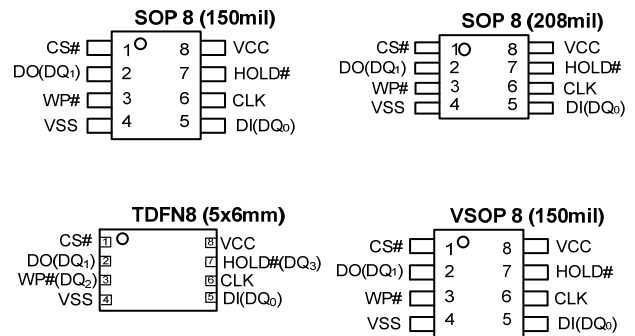 SOP 8 (150mil)
CS# 1 8 VCC
DO(DQ1) 2 7 HOLD#
WP# 3 6 CLK
VSS 4 5 DI(DQ0)
SOP 8 (208mil)
CS# 1 8 VCC
DO(DQ1) 2 7 HOLD#
WP# 3 6 CLK
VSS 4 5 DI(DQ0)
TDFN8 (5x6mm)
CS# 1 8 VCC
DO(DQ1) 2 7 HOLD#(DQ3)
WP#(DQ2) 3 6 CLK
VSS 4 5 DI(DQ0)
VSOP 8 (150mil)
CS# 1 8 VCC
DO(DQ1) 2 7 HOLD#
WP# 3 6 CLK
VSS 4 5 DI(DQ0)